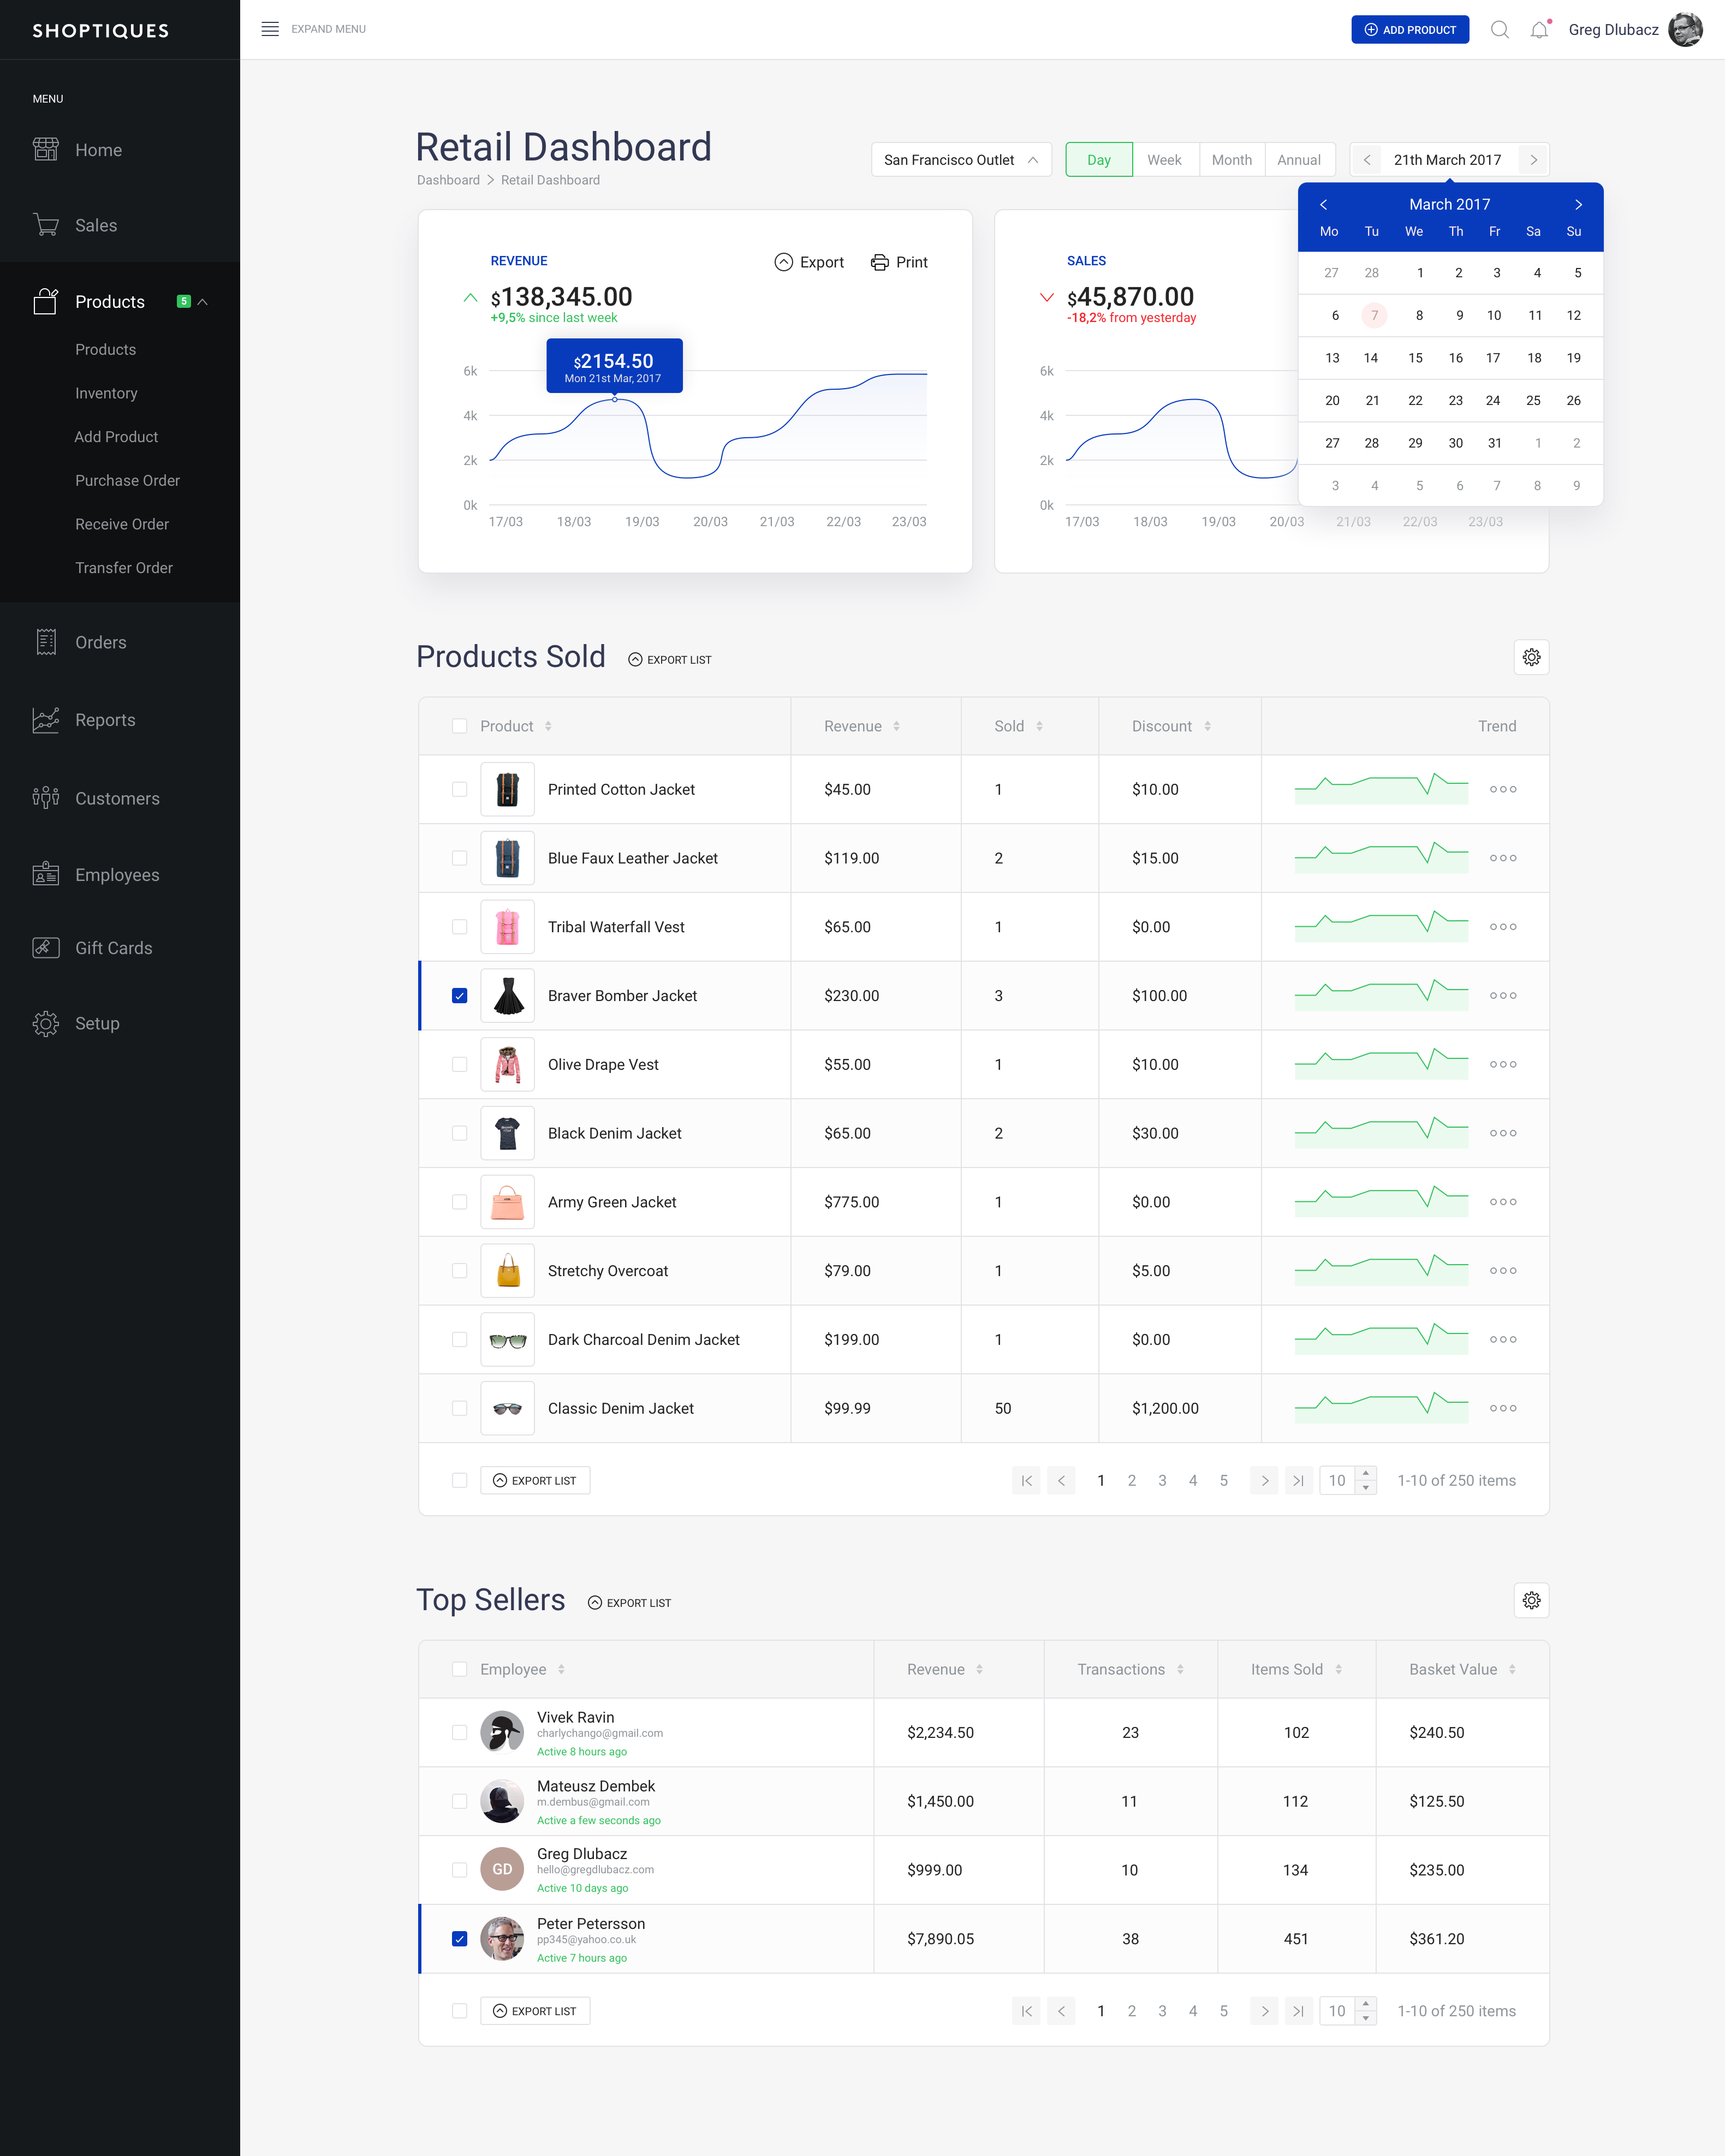 SHOPTIQUES
EXPAND MENU
ADD PRODUCT
Greg Dlubacz
MENU
Home
Sales
Products 5
Products
Inventory
Add Product
Purchase Order
Receive Order
Transfer Order
Orders
Reports
Customers
Employees
Gift Cards
Setup
Retail Dashboard
Dashboard Retail Dashboard
San Francisco Outlet
Day Week Month Annual
21th March 2017
March 2017
Mo Tu We Th Fr Sa Su
27 28 1 2 3 4 5
6 7 8 9 10 11 12
13 14 15 16 17 18 19
20 21 22 23 24 25 26
27 28 29 30 31 1 2
3 4 5 6 7 8 9
REVENUE
Export Print
$138,345.00
+9,5% since last week
$2154.50
Mon 21st Mar, 2017
6k
4k
2k
0k
17/03 18/03 19/03 20/03 21/03 22/03 23/03
SALES
$45,870.00
-18,2% from yesterday
6k
4k
2k
0k
17/03 18/03 19/03 20/03 21/03 22/03 23/03
Products Sold
EXPORT LIST
Product Revenue Sold Discount Trend
Printed Cotton Jacket $45.00 1 $10.00
Blue Faux Leather Jacket $119.00 2 $15.00
Tribal Waterfall Vest $65.00 1 $0.00
Braver Bomber Jacket $230.00 3 $100.00
Olive Drape Vest $55.00 1 $10.00
Black Denim Jacket $65.00 2 $30.00
Army Green Jacket $775.00 1 $0.00
Stretchy Overcoat $79.00 1 $5.00
Dark Charcoal Denim Jacket $199.00 1 $0.00
Classic Denim Jacket $99.99 50 $1,200.00
EXPORT LIST
1 2 3 4 5
10
1-10 of 250 items
Top Sellers
EXPORT LIST
Employee Revenue Transactions Items Sold Basket Value
Vivek Ravin
charlychango@gmail.com
Active 8 hours ago
$2,234.50 23 102 $240.50
Mateusz Dembek
m.dembus@gmail.com
Active a few seconds ago
$1,450.00 11 112 $125.50
GD
Greg Dlubacz
hello@gregdlubacz.com
Active 10 days ago
$999.00 10 134 $235.00
Peter Petersson
pp345@yahoo.co.uk
Active 7 hours ago
$7,890.05 38 451 $361.20
EXPORT LIST
1 2 3 4 5
10
1-10 of 250 items